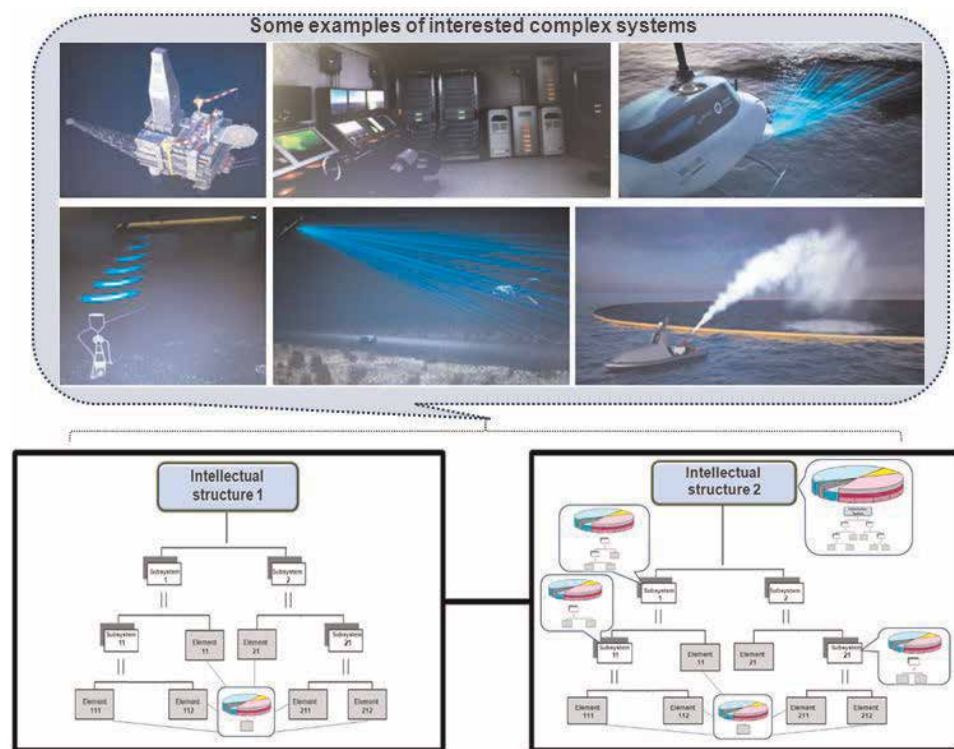 Some examples of interested complex systems
Intellectual
structure 1
Subsystem
1
Subsystem
2
Subsystem
11
Element
11
Element
21
Subsystem
21
Element
111
Element
112
Element
211
Element
212
Intellectual
structure 2
Subsystem
1
Subsystem
2
Subsystem
11
Element
11
Element
21
Subsystem
21
Element
111
Element
112
Element
211
Element
212